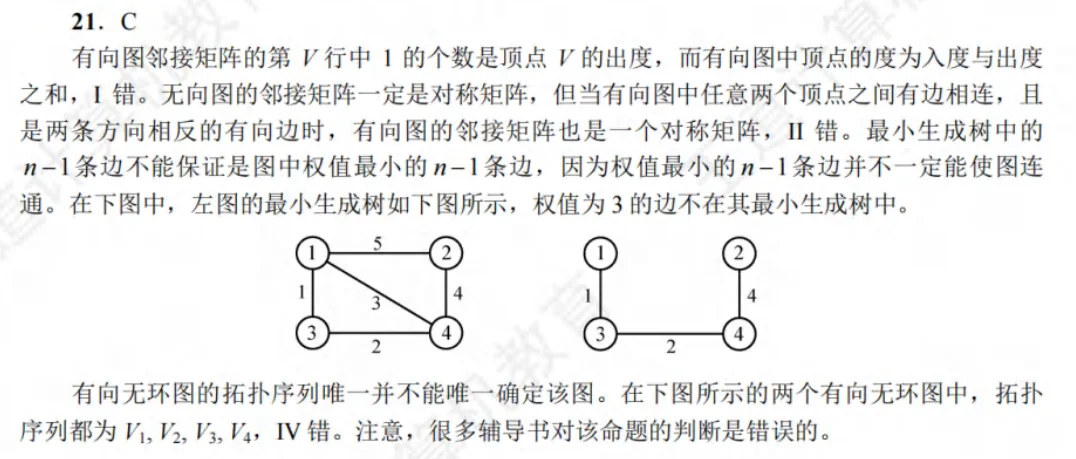 21. C
有向图邻接矩阵的第 V 行中 1 的个数是顶点 V 的出度，而有向图中顶点的度为入度与出度
之和，I 错。无向图的邻接矩阵一定是对称矩阵，但当有向图中任意两个顶点之间有边相连，且
是两条方向相反的有向边时，有向图的邻接矩阵也是一个对称矩阵，II 错。最小生成树中的
n−1条边不能保证是图中权值最小的n−1条边，因为权值最小的n−1条边并不一定能使图连
通。在下图中，左图的最小生成树如下图所示，权值为 3 的边不在其最小生成树中。
1 5 2 1 2
1 3 4 1 4
3 2 4 3 2 4
有向无环图的拓扑序列唯一并不能唯一确定该图。在下图所示的两个有向无环图中，拓扑
序列都为 V1, V2, V3, V4，IV 错。注意，很多辅导书对该命题的判断是错误的。